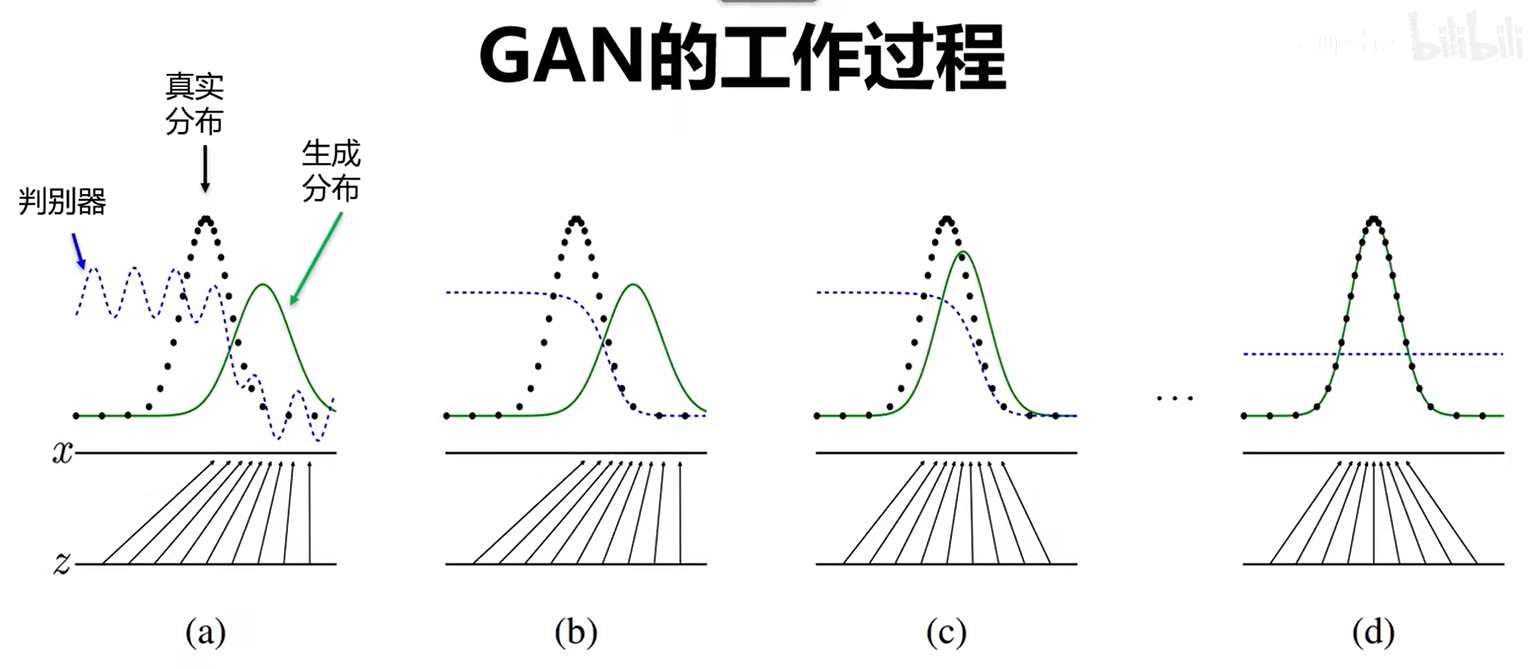 GAN的工作过程
bilibili
真实
分布
生成
分布
判别器
x
z
...
(a)
(b)
(c)
(d)